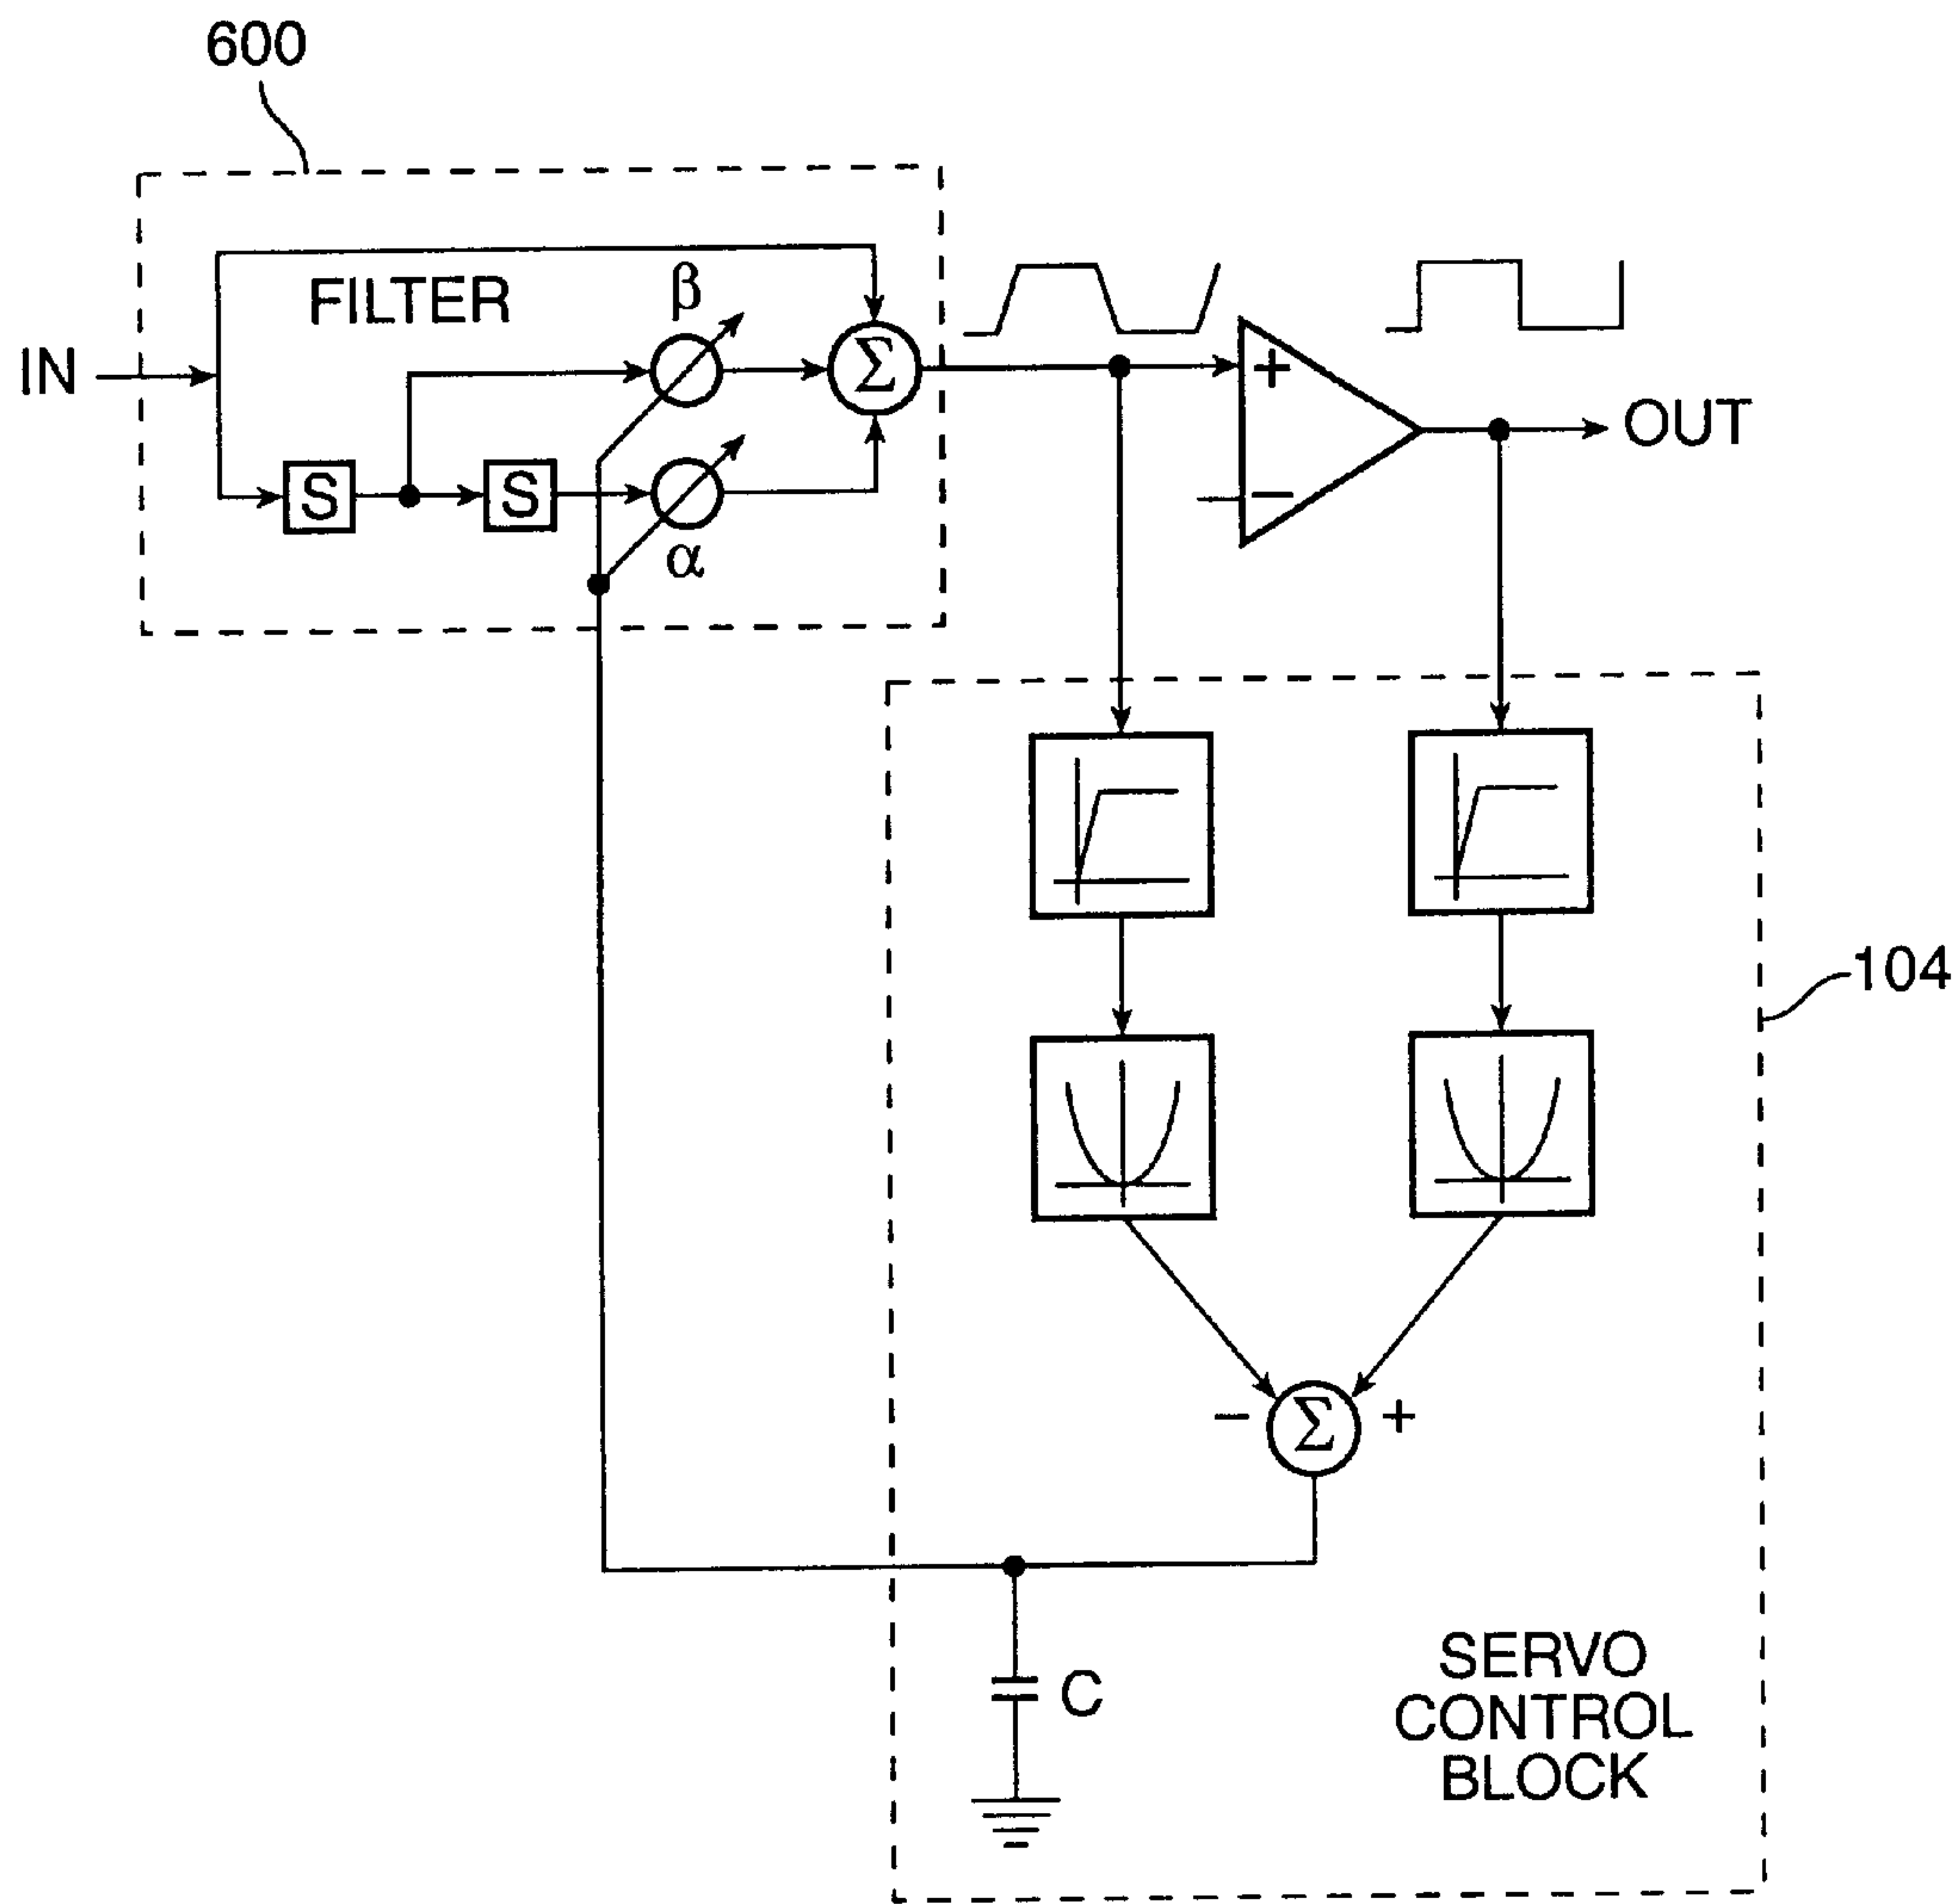 600
FILTER
β
Σ
IN
+
OUT
S
S
−
α
104
−
Σ
+
C
SERVO
CONTROL
BLOCK